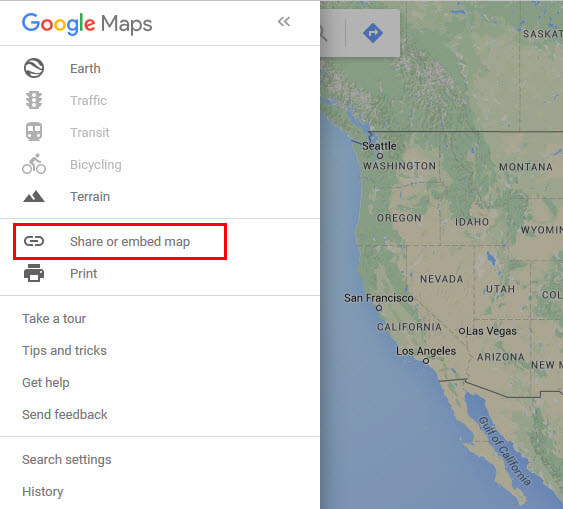 Google Maps
Earth
Traffic
Transit
Bicycling
Terrain
Share or embed map
Print
Take a tour
Tips and tricks
Get help
Send feedback
Search settings
History
SASKAT
Seattle
WASHINGTON
MONTANA
OREGON
IDAHO
WYOMIN
NEVADA
UTAH
COL
San Francisco
CALIFORNIA
Las Vegas
Los Angeles
ARIZONA
NEW M
Gulf of California